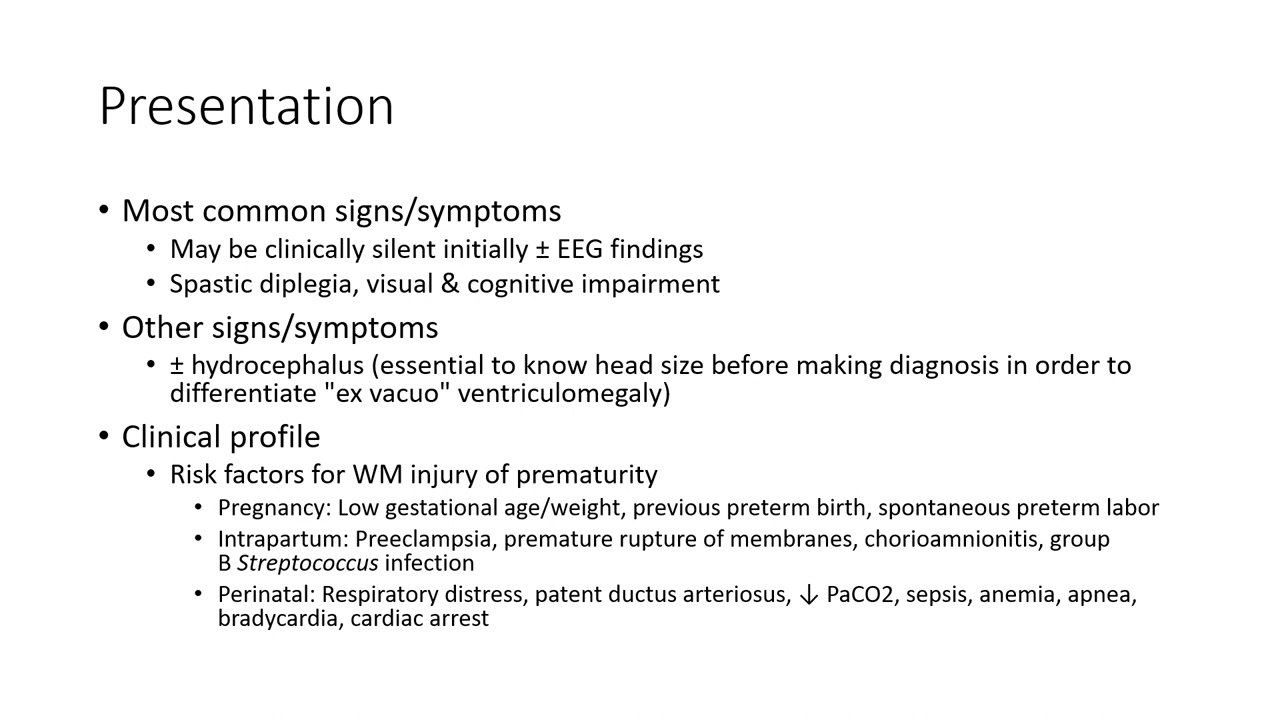 Presentation
• Most common signs/symptoms
• May be clinically silent initially ± EEG findings
• Spastic diplegia, visual & cognitive impairment
• Other signs/symptoms
• ± hydrocephalus (essential to know head size before making diagnosis in order to
differentiate "ex vacuo" ventriculomegaly)
• Clinical profile
• Risk factors for WM injury of prematurity
• Pregnancy: Low gestational age/weight, previous preterm birth, spontaneous preterm labor
• Intrapartum: Preeclampsia, premature rupture of membranes, chorioamnionitis, group
B Streptococcus infection
• Perinatal: Respiratory distress, patent ductus arteriosus, ↓ PaCO2, sepsis, anemia, apnea,
bradycardia, cardiac arrest